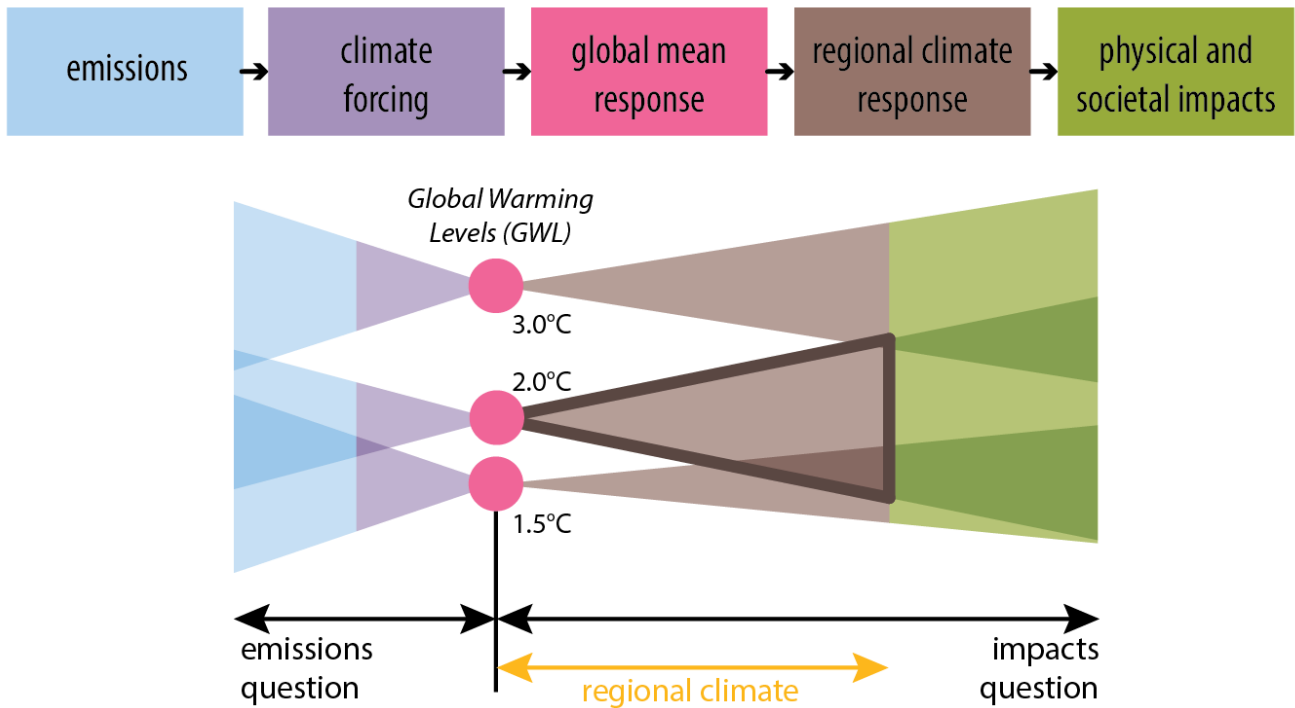 emissions
climate
forcing
global mean
response
regional climate
response
physical and
societal impacts
Global Warming
Levels (GWL)
3.0°C
2.0°C
1.5°C
emissions
question
regional climate
impacts
question